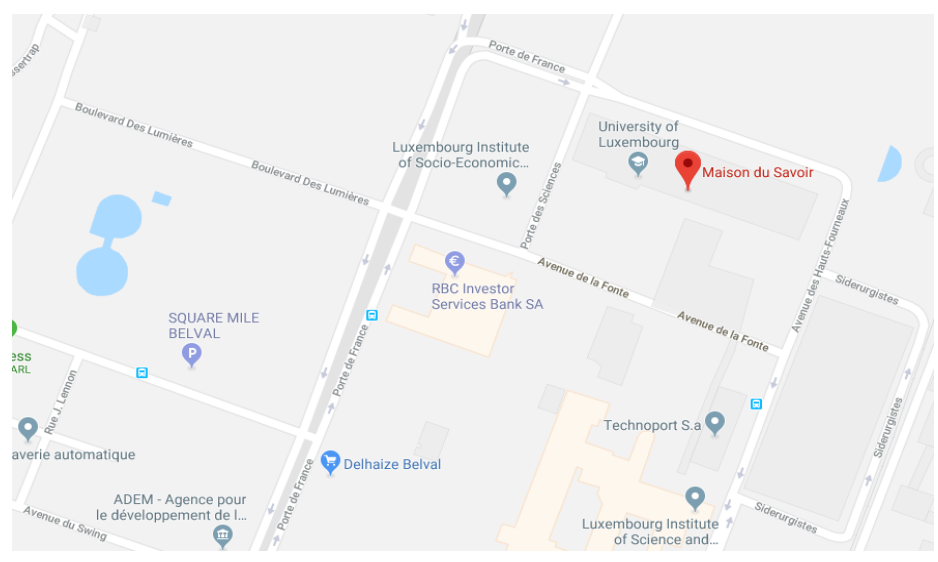 Porte de France
Boulevard Des Lumières
University of
Luxembourg
Luxembourg Institute
of Socio-Economic...
Maison du Savoir
Boulevard Des Lumières
Porte des Sciences
Avenue des Hauts-Fourneaux
Avenue de la Fonte
Siderurgistes
RBC Investor
Services Bank SA
€
SQUARE MILE
BELVAL
P
Avenue de la Fonte
Porte de France
ess
ARL
Rue J. Lennon
Technoport S.a
Siderurgistes
averie automatique
Delhaize Belval
Porte de France
ADEM - Agence pour
le développement de l...
Avenue du Swing
Siderurgistes
Luxembourg Institute
of Science and...